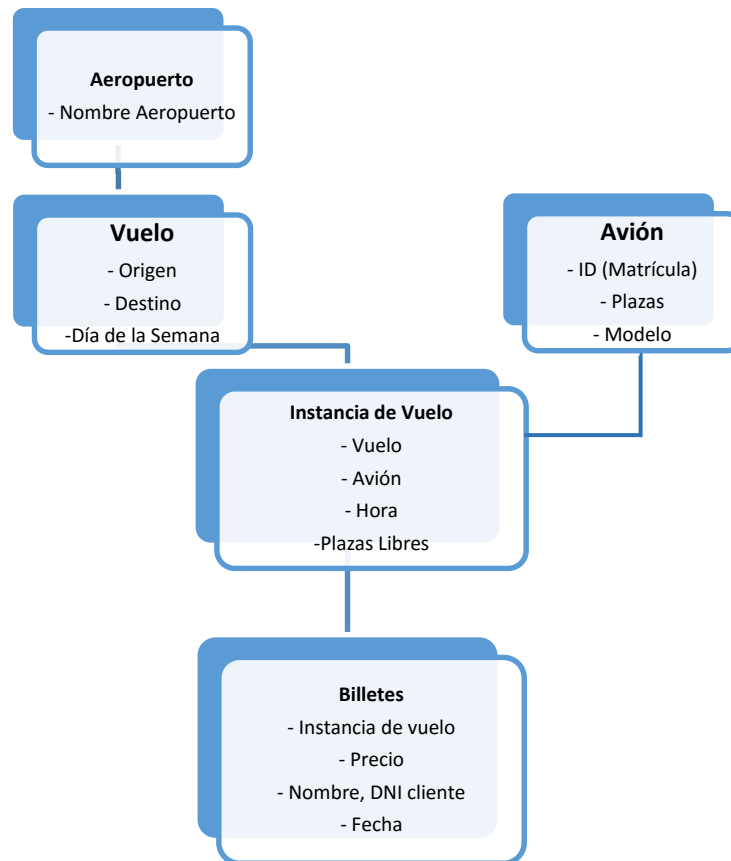 Aeropuerto
- Nombre Aeropuerto
Vuelo
- Origen
- Destino
-Día de la Semana
Avión
- ID (Matrícula)
- Plazas
- Modelo
Instancia de Vuelo
- Vuelo
- Avión
- Hora
-Plazas Libres
Billetes
- Instancia de vuelo
- Precio
- Nombre, DNI cliente
- Fecha